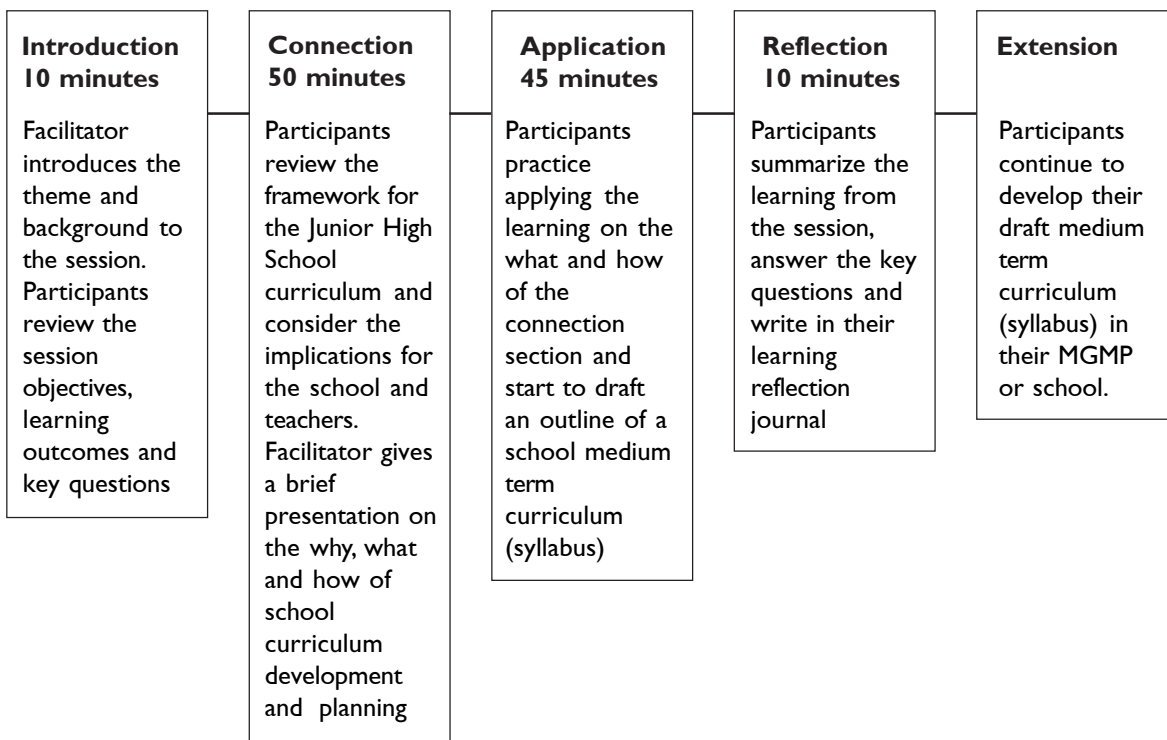 Introduction
10 minutes
Facilitator
introduces the
theme and
background to
the session.
Participants
review the
session
objectives,
learning
outcomes and
key questions
Connection
50 minutes
Participants
review the
framework for
the Junior High
School
curriculum and
consider the
implications for
the school and
teachers.
Facilitator gives
a brief
presentation on
the why, what
and how of
school
curriculum
development
and planning
Application
45 minutes
Participants
practice
applying the
learning on the
what and how
of the
connection
section and
start to draft
an outline of a
school medium
term
curriculum
(syllabus)
Reflection
10 minutes
Participants
summarize the
learning from
the session,
answer the key
questions and
write in their
learning
reflection
journal
Extension
Participants
continue to
develop their
draft medium
term
curriculum
(syllabus) in
their MGMP
or school.